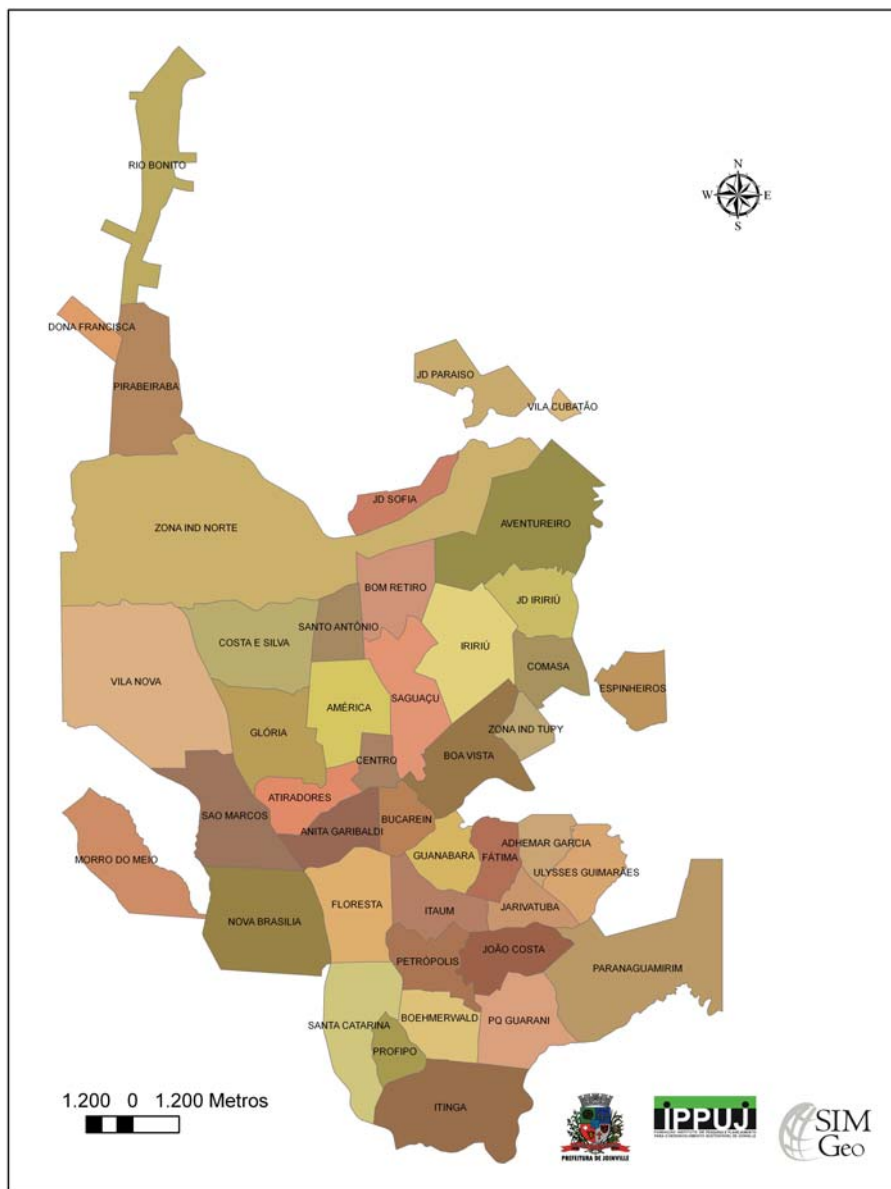 RIO BONITO
N
W
E
S
DONA FRANCISCA
PIRABEIRABA
JD PARAISO
VILA CUBATÃO
JD SOFIA
ZONA IND NORTE
AVENTUREIRO
BOM RETIRO
JD IRIRIÚ
SANTO ANTÔNIO
COSTA E SILVA
IRIRIÚ
COMASA
VILA NOVA
ESPINHEIROS
SAGUAÇU
AMÉRICA
GLÓRIA
ZONA IND TUPY
CENTRO
BOA VISTA
ATIRADORES
SAO MARCOS
BUCAREIN
ANITA GARIBALDI
ADHEMAR GARCIA
GUANABARA
FÁTIMA
MORRO DO MEIO
ULYSSES GUIMARÃES
FLORESTA
ITAUM
JARIVATUBA
NOVA BRASILIA
JOÃO COSTA
PETRÓPOLIS
PARANAGUAMIRIM
BOEHMERWALD
PQ GUARANI
SANTA CATARINA
PROFIPO
ITINGA
1.200 0 1.200 Metros
PREFEITURA DE JOINVILLE
IPPUJ
SIM
Geo